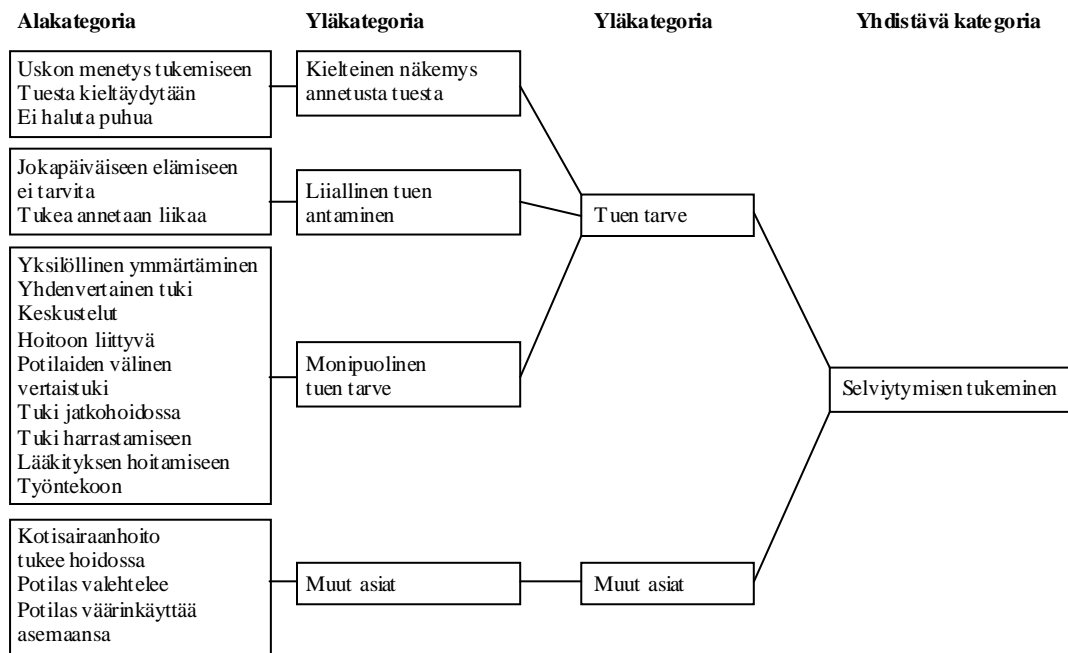 Alakategoria
Yläkategoria
Yläkategoria
Yhdistävä kategoria
Uskon menetys tukemiseen
Tuesta kieltäydytään
Ei haluta puhua
Kielteinen näkemys
annetusta tuesta
Jokapäiväiseen elämiseen
ei tarvita
Tukea annetaan liikaa
Liiallinen tuen
antaminen
Tuen tarve
Yksilöllinen ymmärtäminen
Yhdenvertainen tuki
Keskustelut
Hoitoon liittyvä
Potilaiden välinen
vertaistuki
Tuki jatkohoidossa
Tuki harrastamiseen
Lääkityksen hoitamiseen
Työntekoon
Monipuolinen
tuen tarve
Selviytymisen tukeminen
Kotisairaanhoito
tukee hoidossa
Potilas valehtelee
Potilas väärinkäyttää
asemaansa
Muut asiat
Muut asiat